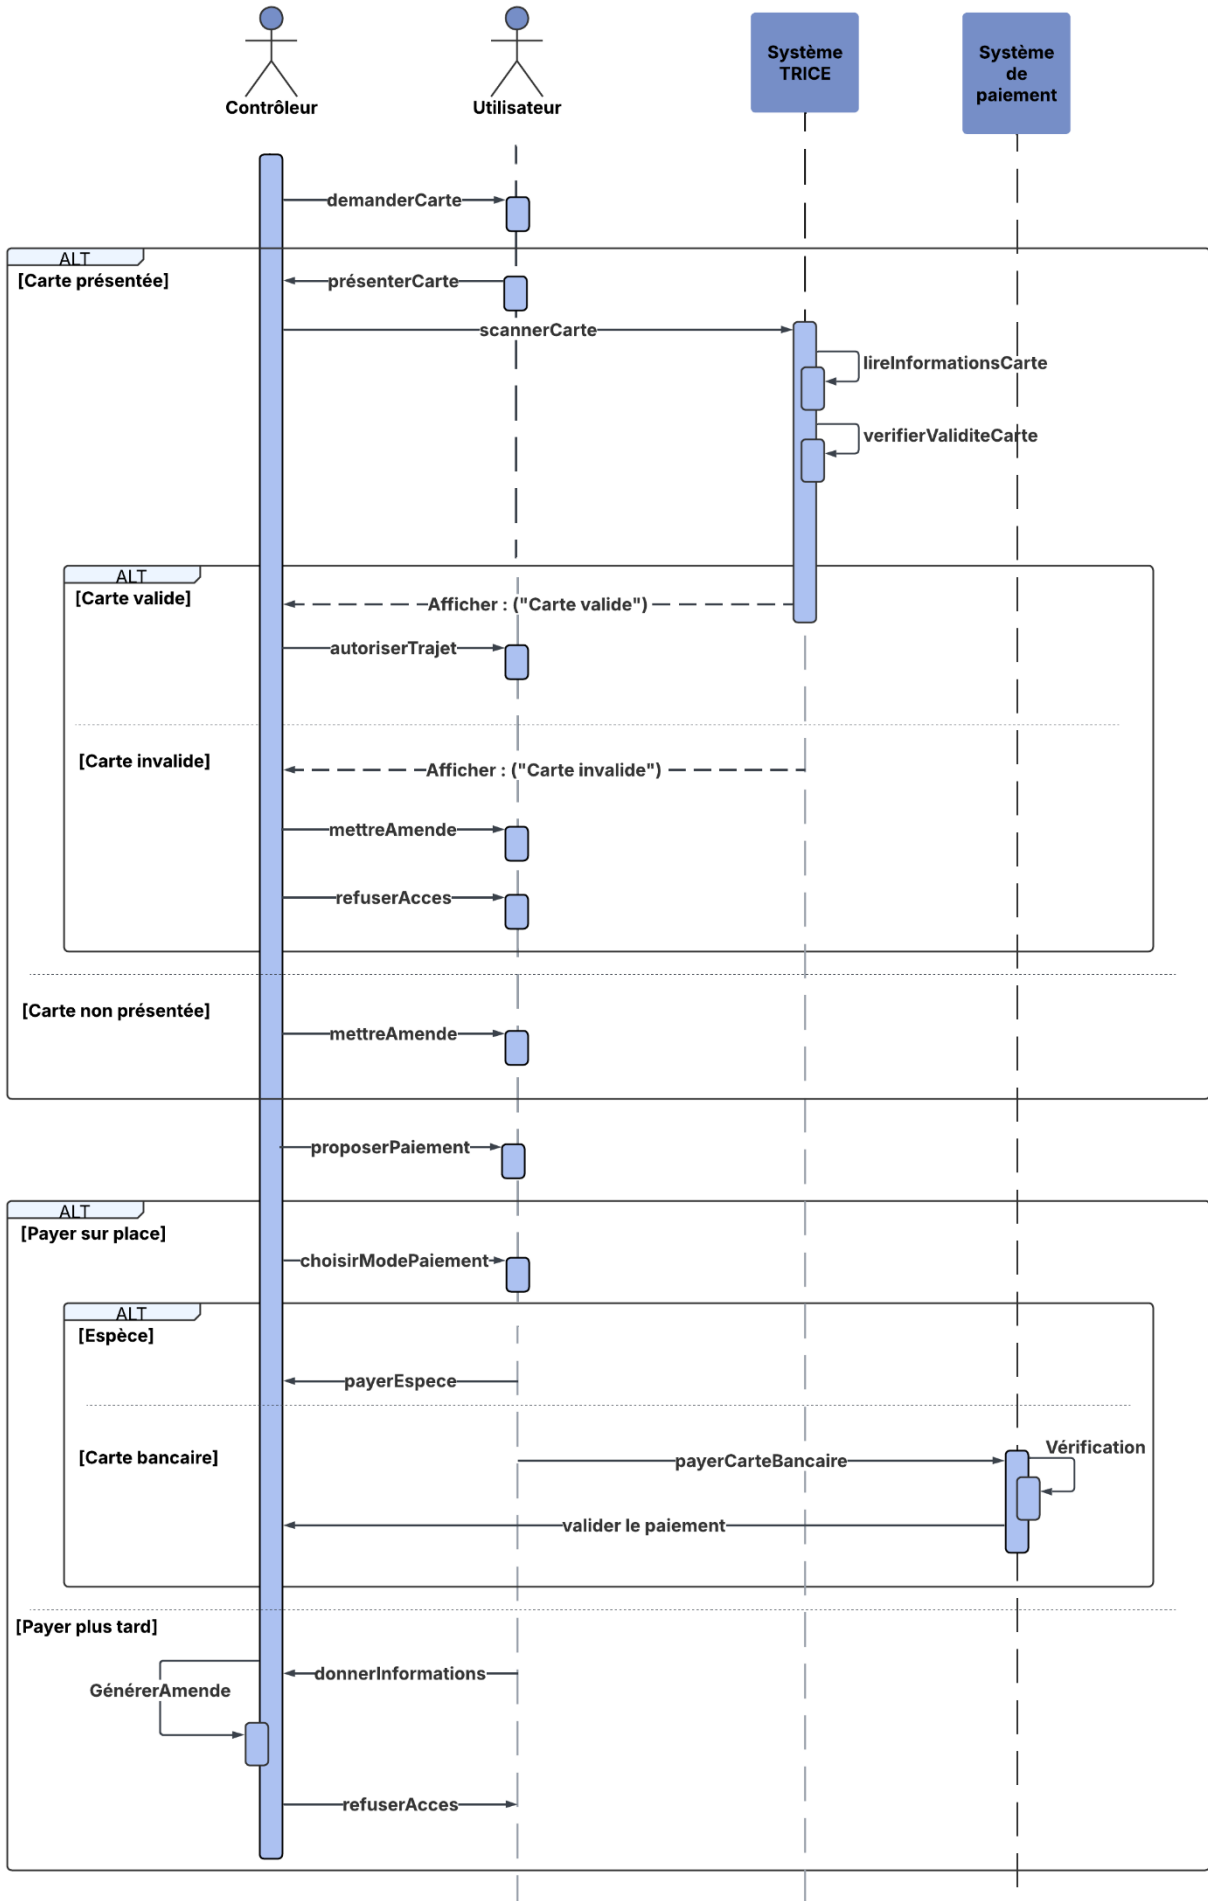 Contrôleur
Utilisateur
Système
TRICE
Système
de
paiement
demanderCarte
ALT
[Carte présentée]
présenterCarte
scannerCarte
lireInformationsCarte
verifierValiditeCarte
ALT
[Carte valide]
Afficher : ("Carte valide")
autoriserTrajet
[Carte invalide]
Afficher : ("Carte invalide")
mettreAmende
refuserAcces
[Carte non présentée]
mettreAmende
proposerPaiement
ALT
[Payer sur place]
choisirModePaiement
ALT
[Espèce]
payerEspece
[Carte bancaire]
payerCarteBancaire
Vérification
valider le paiement
[Payer plus tard]
donnerInformations
GénérerAmende
refuserAcces